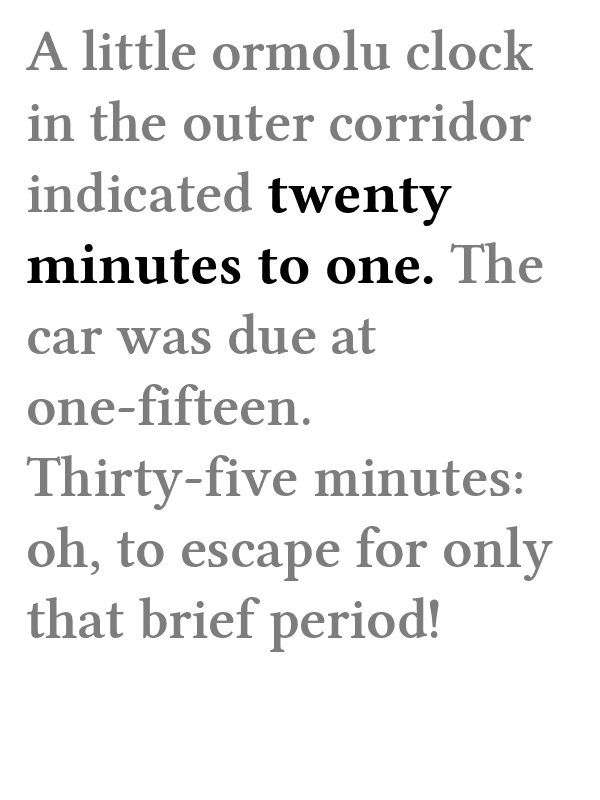 A little ormolu clock
in the outer corridor
indicated twenty
minutes to one. The
car was due at
one-fifteen.
Thirty-five minutes:
oh, to escape for only
that brief period!